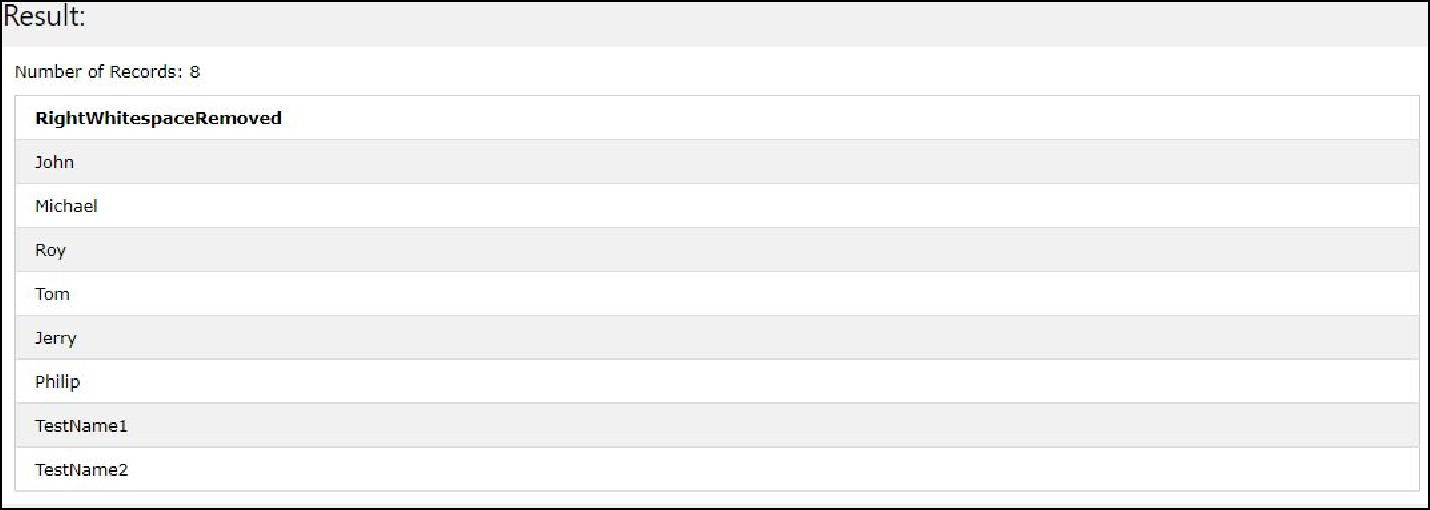 Result:
Number of Records: 8
RightWhitespaceRemoved
John
Michael
Roy
Tom
Jerry
Philip
TestName1
TestName2